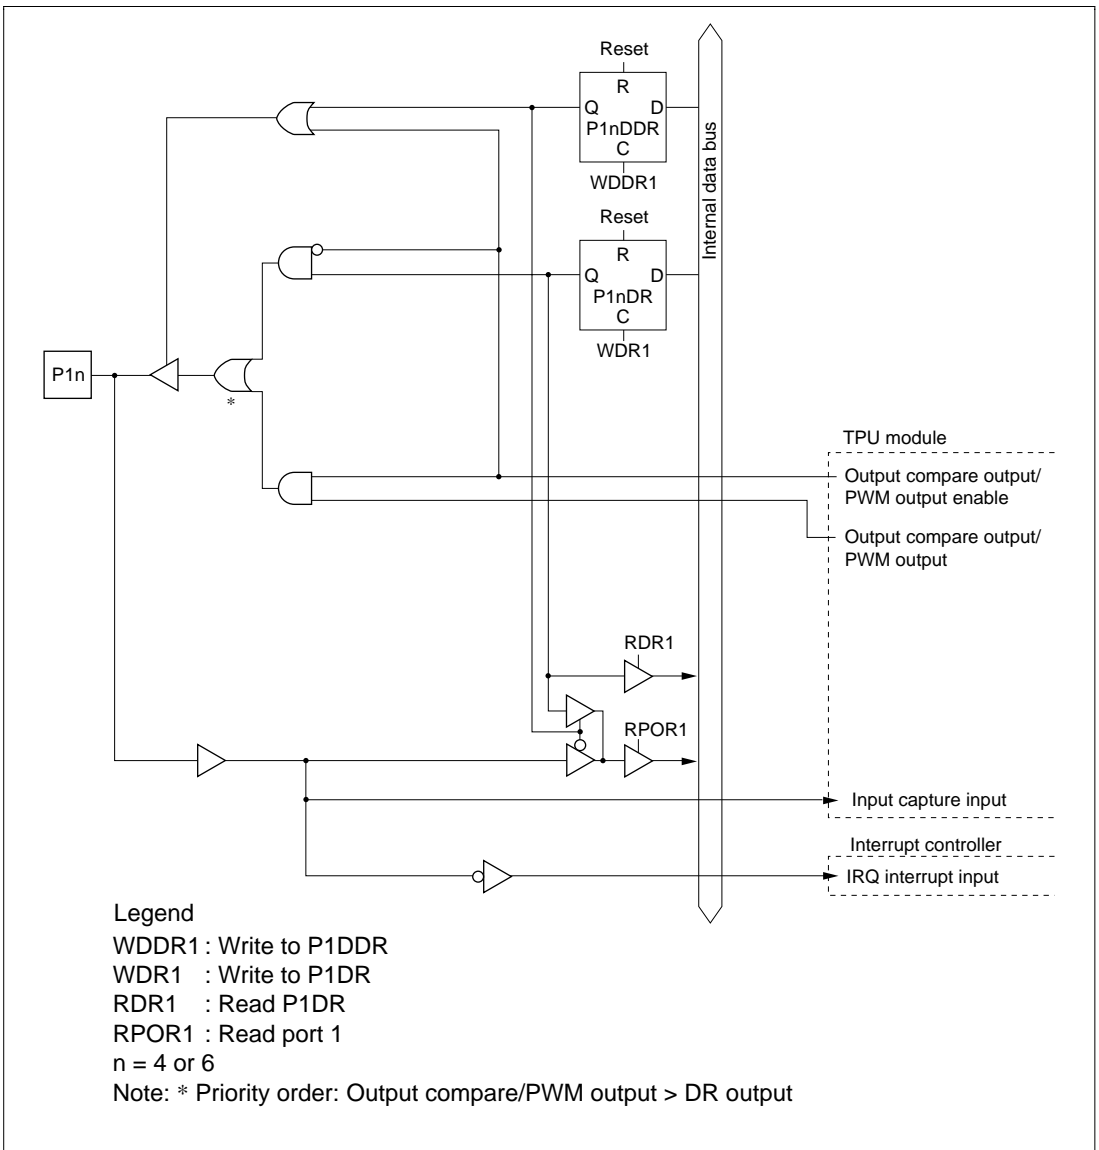 Reset
R
Q D
P1nDDR
C
WDDR1
Internal data bus
Reset
R
Q D
P1nDR
C
WDR1
P1n
*
TPU module
Output compare output/
PWM output enable
Output compare output/
PWM output
RDR1
RPOR1
Input capture input
Interrupt controller
IRQ interrupt input
Legend
WDDR1 : Write to P1DDR
WDR1 : Write to P1DR
RDR1 : Read P1DR
RPOR1 : Read port 1
n = 4 or 6
Note: * Priority order: Output compare/PWM output > DR output